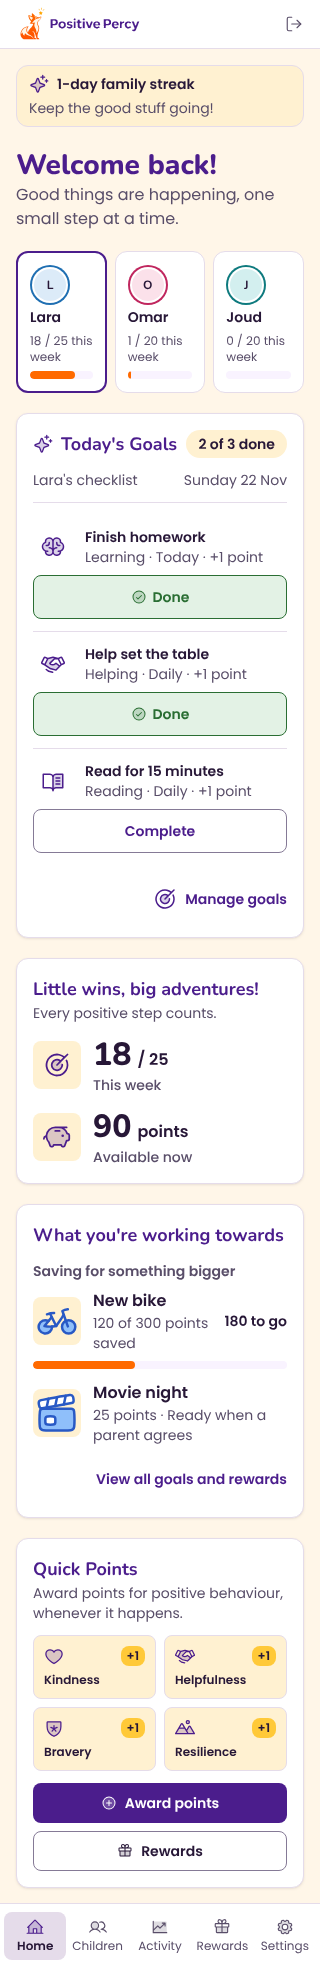 Positive Percy
1-day family streak
Keep the good stuff going!
Welcome back!
Good things are happening, one
small step at a time.
L
Lara
18 / 25 this
week
O
Omar
1 / 20 this
week
J
Joud
0 / 20 this
week
Today's Goals
2 of 3 done
Lara's checklist
Sunday 22 Nov
Finish homework
Learning · Today · +1 point
Done
Help set the table
Helping · Daily · +1 point
Done
Read for 15 minutes
Reading · Daily · +1 point
Complete
Manage goals
Little wins, big adventures!
Every positive step counts.
18 / 25
This week
90 points
Available now
What you're working towards
Saving for something bigger
New bike
120 of 300 points
saved
180 to go
Movie night
25 points · Ready when a
parent agrees
View all goals and rewards
Quick Points
Award points for positive behaviour,
whenever it happens.
+1
Kindness
+1
Helpfulness
+1
Bravery
+1
Resilience
Award points
Rewards
Home
Children
Activity
Rewards
Settings